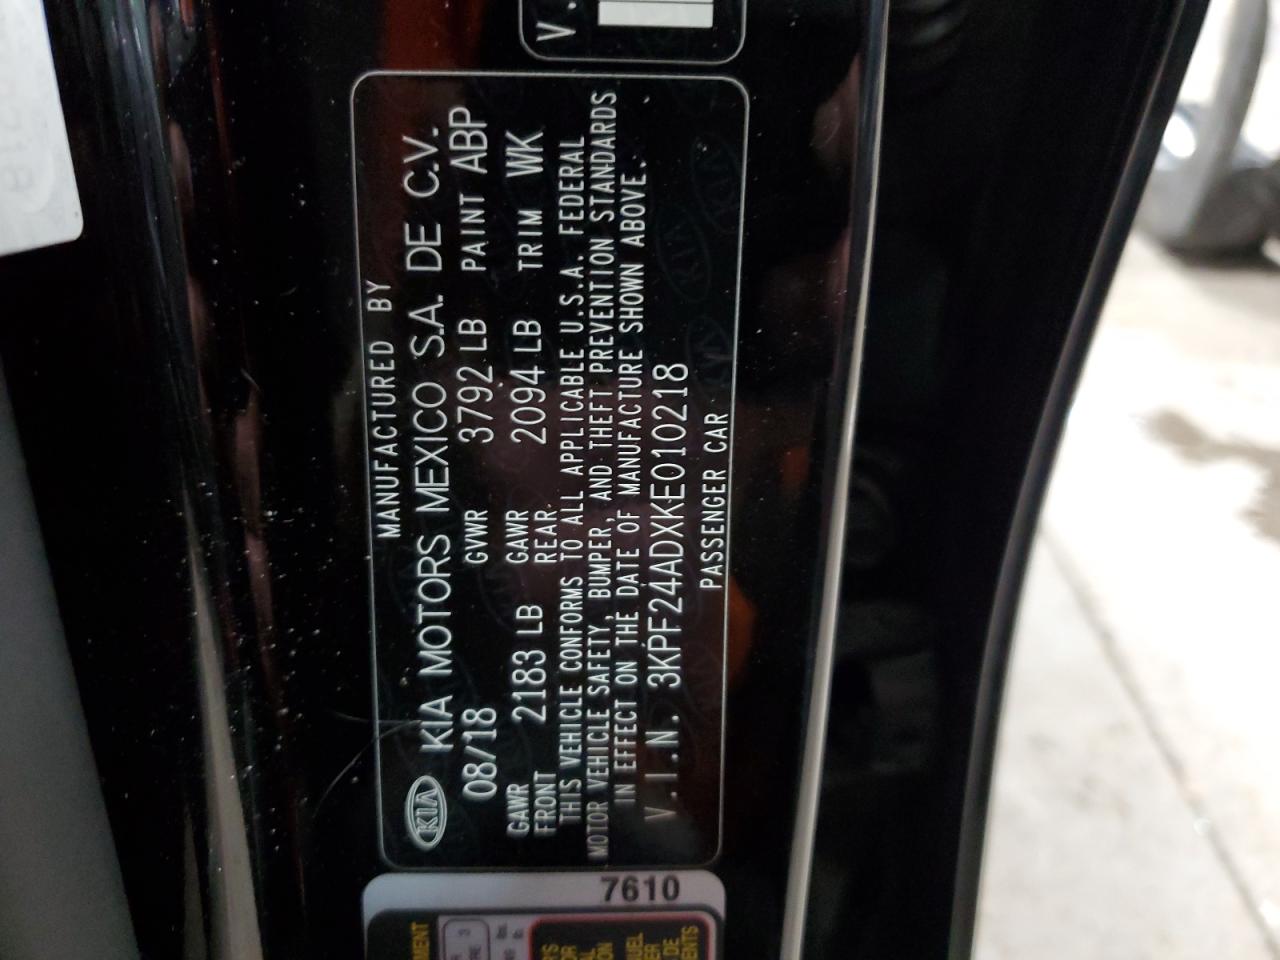 V.
MANUFACTURED BY
KIA KIA MOTORS MEXICO S.A. DE C.V.
08/18 GVWR 3792 LB PAINT ABP
GAWR FRONT 2183 LB GAWR REAR 2094 LB TRIM WK
THIS VEHICLE CONFORMS TO ALL APPLICABLE U.S.A. FEDERAL
MOTOR VEHICLE SAFETY, BUMPER, AND THEFT PREVENTION STANDARDS
IN EFFECT ON THE DATE OF MANUFACTURE SHOWN ABOVE.
V.I.N. 3KPF24ADXKE010218
PASSENGER CAR
7610